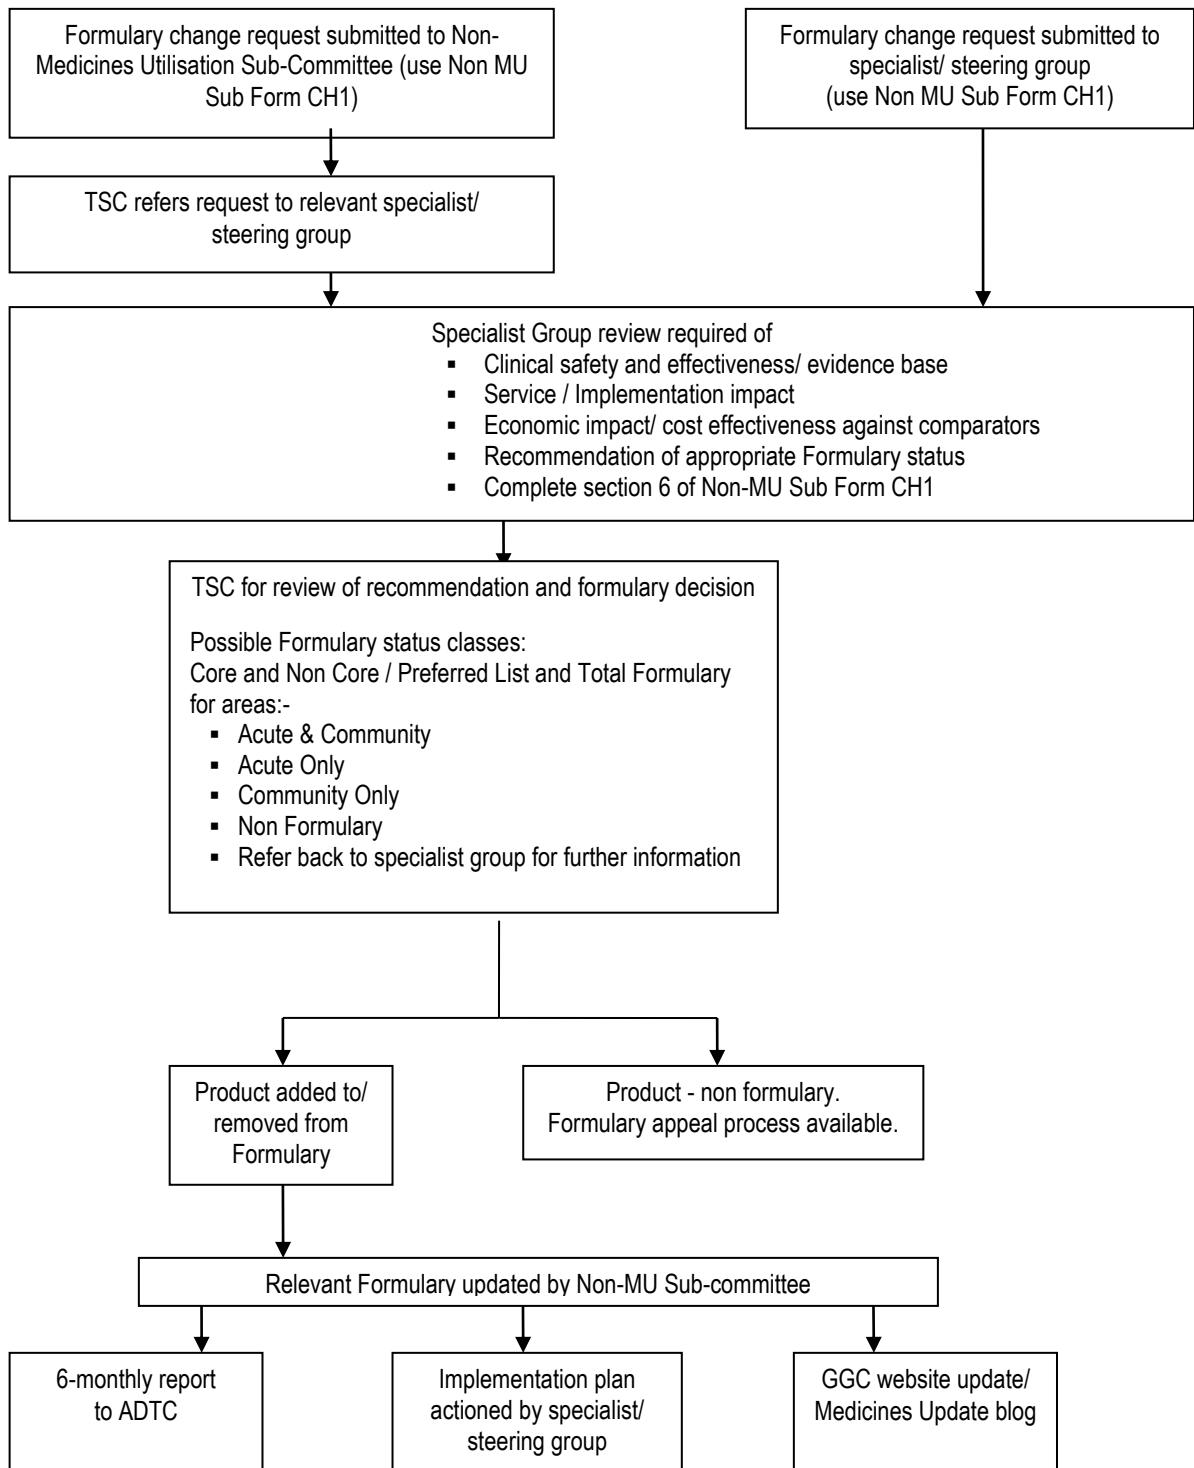 Formulary change request submitted to Non-
Medicines Utilisation Sub-Committee (use Non MU
Sub Form CH1)
Formulary change request submitted to
specialist/ steering group
(use Non MU Sub Form CH1)
TSC refers request to relevant specialist/
steering group
Specialist Group review required of
▪ Clinical safety and effectiveness/ evidence base
▪ Service / Implementation impact
▪ Economic impact/ cost effectiveness against comparators
▪ Recommendation of appropriate Formulary status
▪ Complete section 6 of Non-MU Sub Form CH1
TSC for review of recommendation and formulary decision
Possible Formulary status classes:
Core and Non Core / Preferred List and Total Formulary
for areas:-
▪ Acute & Community
▪ Acute Only
▪ Community Only
▪ Non Formulary
▪ Refer back to specialist group for further information
Product added to/
removed from
Formulary
Product - non formulary.
Formulary appeal process available.
Relevant Formulary updated by Non-MU Sub-committee
6-monthly report
to ADTC
Implementation plan
actioned by specialist/
steering group
GGC website update/
Medicines Update blog